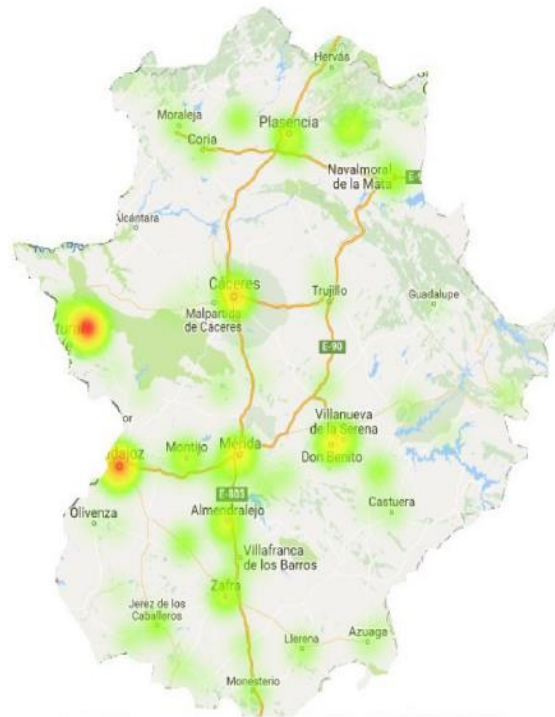 Hervás
Moraleja
Plasencia
Coria
Navalmoral
de la Mata
Alcántara
Cáceres
Malpartida
de Cáceres
Trujillo
Guadalupe
E-90
Villanueva
de la Serena
Montijo
Mérida
Don Benito
E-803
Olivenza
Almendralejo
Castuera
Villafranca
de los Barros
Zafra
Jerez de los
Caballeros
Llerena
Azuaga
Monesterio